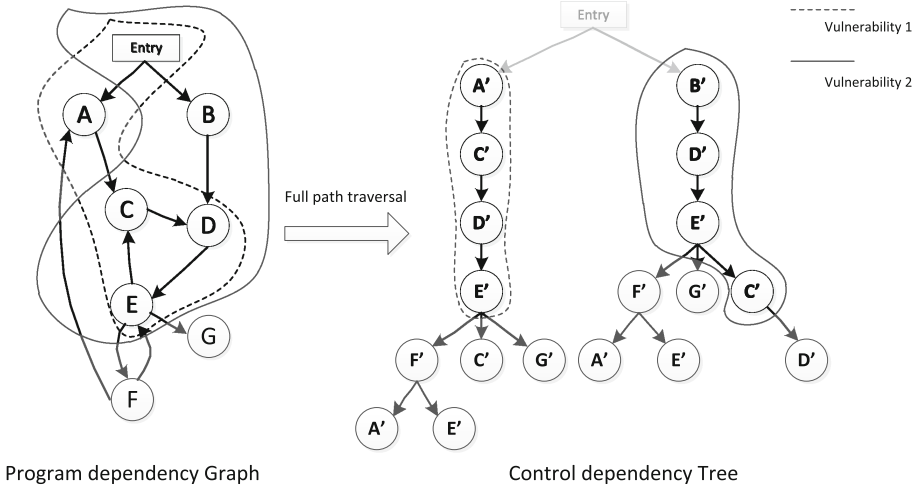 Entry
Vulnerability 1
Vulnerability 2
Entry
A
B
C
D
E
G
F
Full path traversal
A’
B’
C’
D’
D’
E’
E’
F’
G’
C’
F’
C’
G’
A’
E’
D’
A’
E’
Program dependency Graph
Control dependency Tree